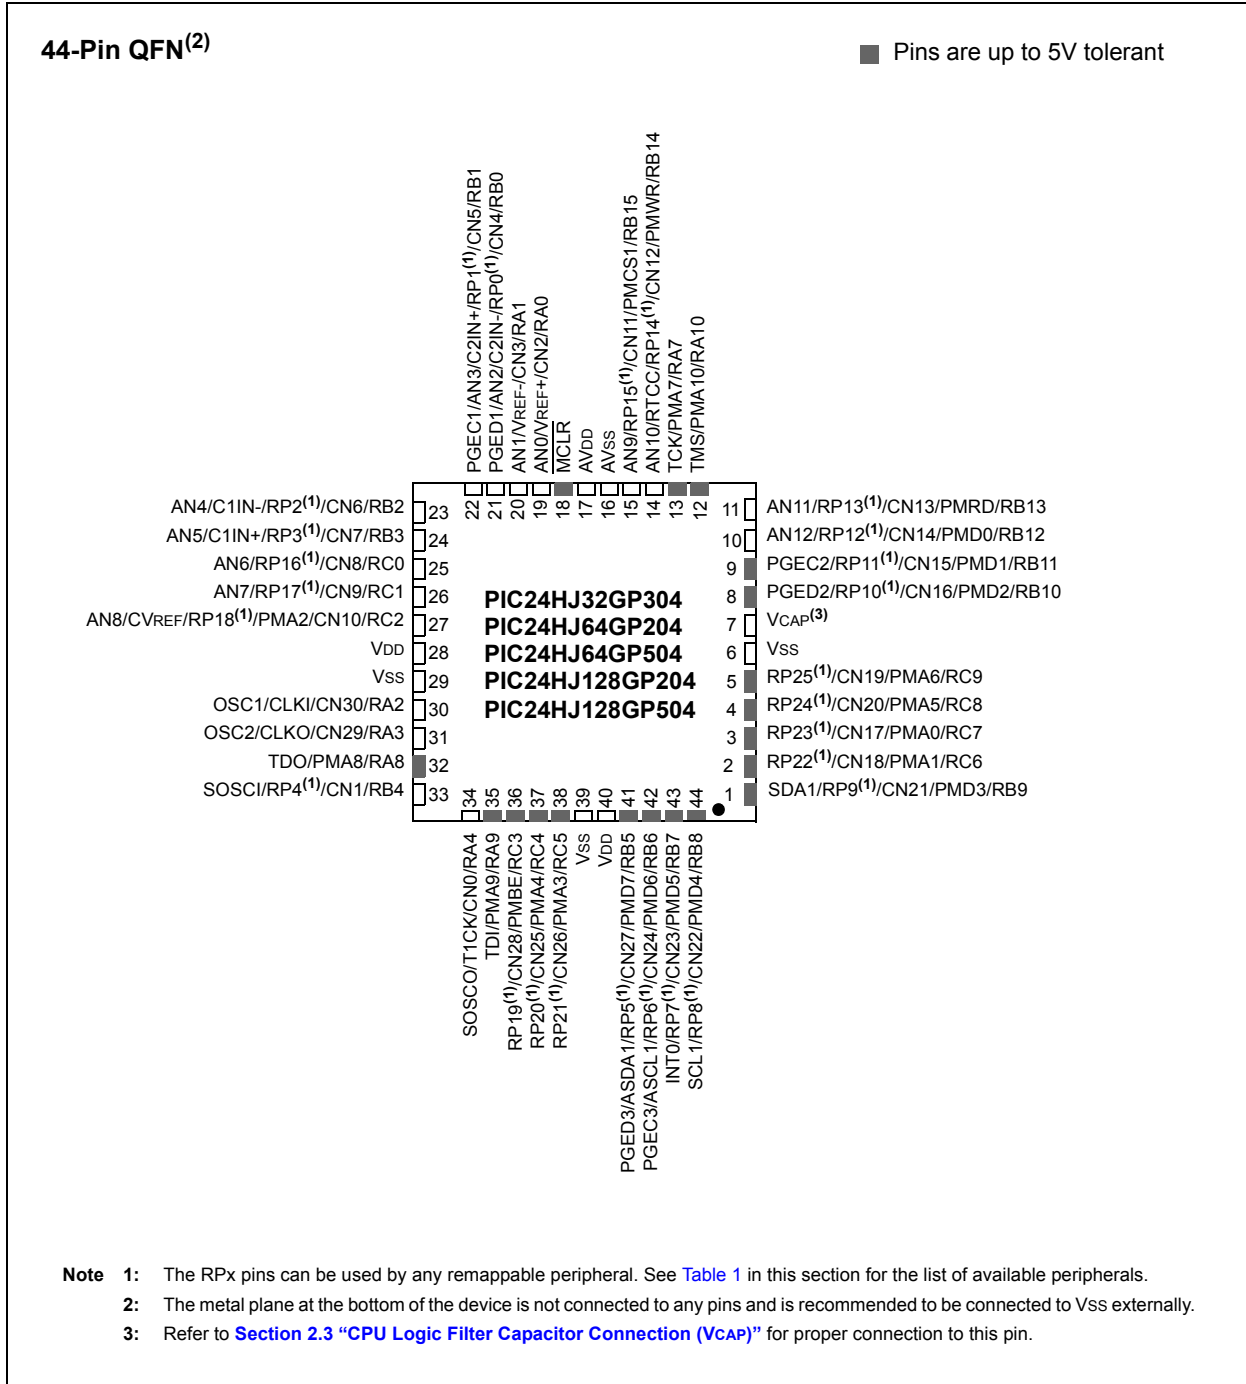 44-Pin QFN(2)
Pins are up to 5V tolerant
PGEC1/AN3/C2IN+/RP1(1)/CN5/RB1
PGED1/AN2/C2IN-/RP0(1)/CN4/RB0
AN1/VREF-/CN3/RA1
AN0/VREF+/CN2/RA0
MCLR
AVDD
AVSS
AN9/RP15(1)/CN11/PMCS1/RB15
AN10/RTCC/RP14(1)/CN12/PMWR/RB14
TCK/PMA7/RA7
TMS/PMA10/RA10
22 21 20 19 18 17 16 15 14 13 12
AN4/C1IN-/RP2(1)/CN6/RB2 23
AN5/C1IN+/RP3(1)/CN7/RB3 24
AN6/RP16(1)/CN8/RC0 25
AN7/RP17(1)/CN9/RC1 26
AN8/CVREF/RP18(1)/PMA2/CN10/RC2 27
VDD 28
VSS 29
OSC1/CLKI/CN30/RA2 30
OSC2/CLKO/CN29/RA3 31
TDO/PMA8/RA8 32
SOSCI/RP4(1)/CN1/RB4 33
PIC24HJ32GP304
PIC24HJ64GP204
PIC24HJ64GP504
PIC24HJ128GP204
PIC24HJ128GP504
11 AN11/RP13(1)/CN13/PMRD/RB13
10 AN12/RP12(1)/CN14/PMD0/RB12
9 PGEC2/RP11(1)/CN15/PMD1/RB11
8 PGED2/RP10(1)/CN16/PMD2/RB10
7 VCAP(3)
6 VSS
5 RP25(1)/CN19/PMA6/RC9
4 RP24(1)/CN20/PMA5/RC8
3 RP23(1)/CN17/PMA0/RC7
2 RP22(1)/CN18/PMA1/RC6
1 SDA1/RP9(1)/CN21/PMD3/RB9
34 35 36 37 38 39 40 41 42 43 44
SOSCO/T1CK/CN0/RA4
TDI/PMA9/RA9
RP19(1)/CN28/PMBE/RC3
RP20(1)/CN25/PMA4/RC4
RP21(1)/CN26/PMA3/RC5
VSS
VDD
PGED3/ASDA1/RP5(1)/CN27/PMD7/RB5
PGEC3/ASCL1/RP6(1)/CN24/PMD6/RB6
INT0/RP7(1)/CN23/PMD5/RB7
SCL1/RP8(1)/CN22/PMD4/RB8
Note 1: The RPx pins can be used by any remappable peripheral. See Table 1 in this section for the list of available peripherals.
2: The metal plane at the bottom of the device is not connected to any pins and is recommended to be connected to VSS externally.
3: Refer to Section 2.3 “CPU Logic Filter Capacitor Connection (VCAP)” for proper connection to this pin.